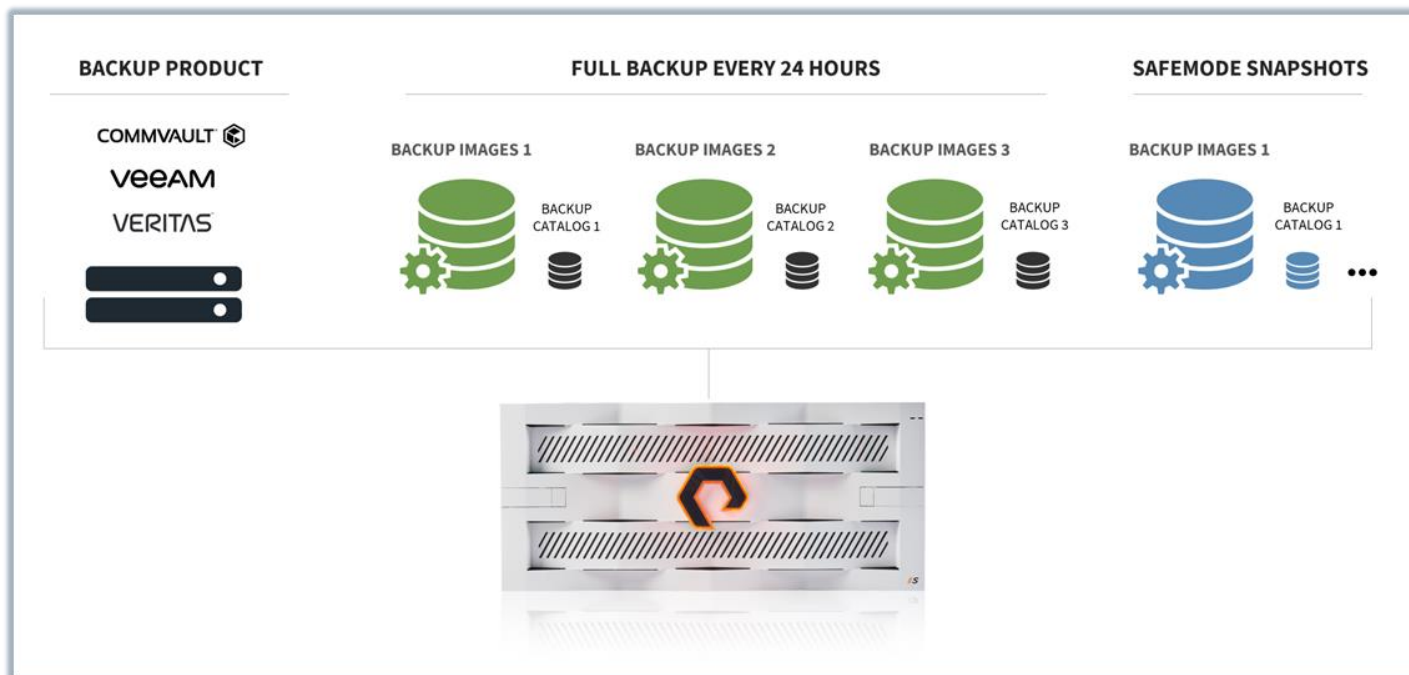 BACKUP PRODUCT
FULL BACKUP EVERY 24 HOURS
SAFEMODE SNAPSHOTS
COMMVAULT
veeAM
VERITAS
BACKUP IMAGES 1
BACKUP
CATALOG 1
BACKUP IMAGES 2
BACKUP
CATALOG 2
BACKUP IMAGES 3
BACKUP
CATALOG 3
BACKUP IMAGES 1
BACKUP
CATALOG 1
//S